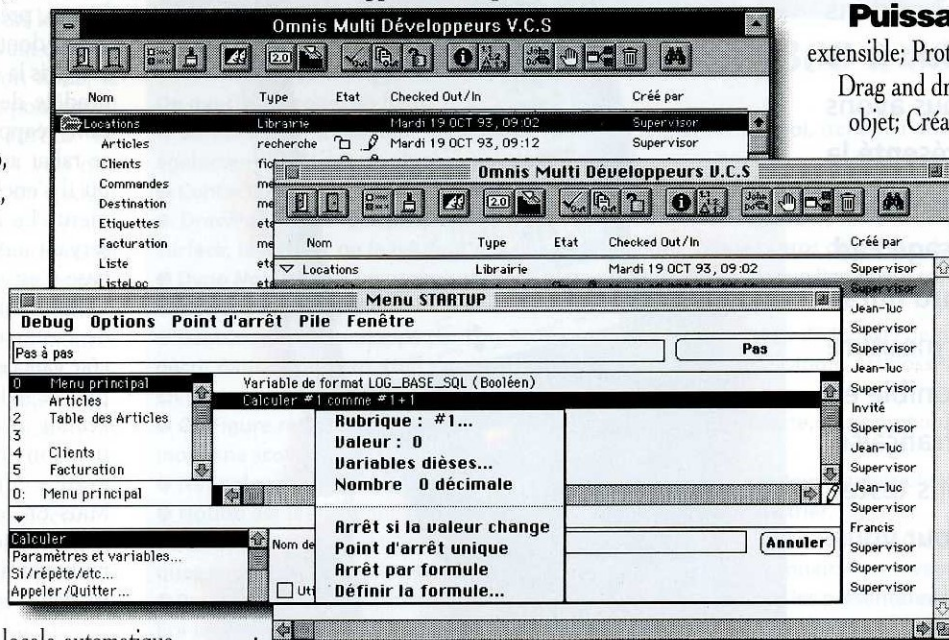 Omnis Multi Développeurs V.C.S
Nom Type Etat Checked Out/In Créé par
Locations Librairie Mardi 19 OCT 93, 09:02 Supervisor
Articles recherche Mardi 19 OCT 93, 09:12 Supervisor
Clients
Commandes
Destination
Etiquettes
Facturation
Liste
ListeLoc
Omnis Multi Développeurs V.C.S
Nom Type Etat Checked Out/In Créé par
Locations Librairie Mardi 19 OCT 93, 09:02 Supervisor
Supervisor
Jean-luc
Supervisor
Supervisor
Jean-luc
Supervisor
Invité
Supervisor
Jean-luc
Supervisor
Jean-luc
Supervisor
Francis
Supervisor
Supervisor
Supervisor
Menu STARTUP
Debug Options Point d'arrêt Pile Fenêtre
Pas à pas Pas
0 Menu principal
1 Articles
2 Table des Articles
3
4 Clients
5 Facturation
0: Menu principal
Variable de format LOG_BASE_SQL (Booléen)
Calculer #1 comme #1+1
Rubrique : #1...
Valeur : 0
Variables dièses...
Nombre 0 décimale
Arrêt si la valeur change
Point d'arrêt unique
Arrêt par formule
Définir la formule...
Calculer
Paramètres et variables...
Si/répète/etc...
Appeler/Quitter...
Nom de
Uti
Annuler
Puissa
extensible; Prot
Drag and dr
objet; Créa
locale automatique